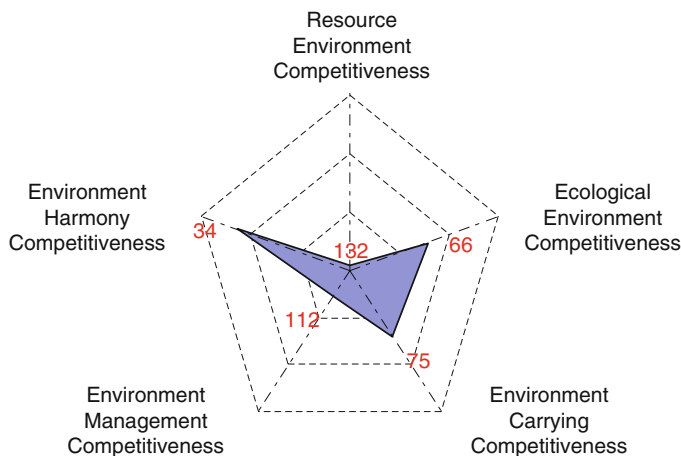 Resource
Environment
Competitiveness
Environment
Harmony
Competitiveness
34
132
66
Ecological
Environment
Competitiveness
112
75
Environment
Management
Competitiveness
Environment
Carrying
Competitiveness